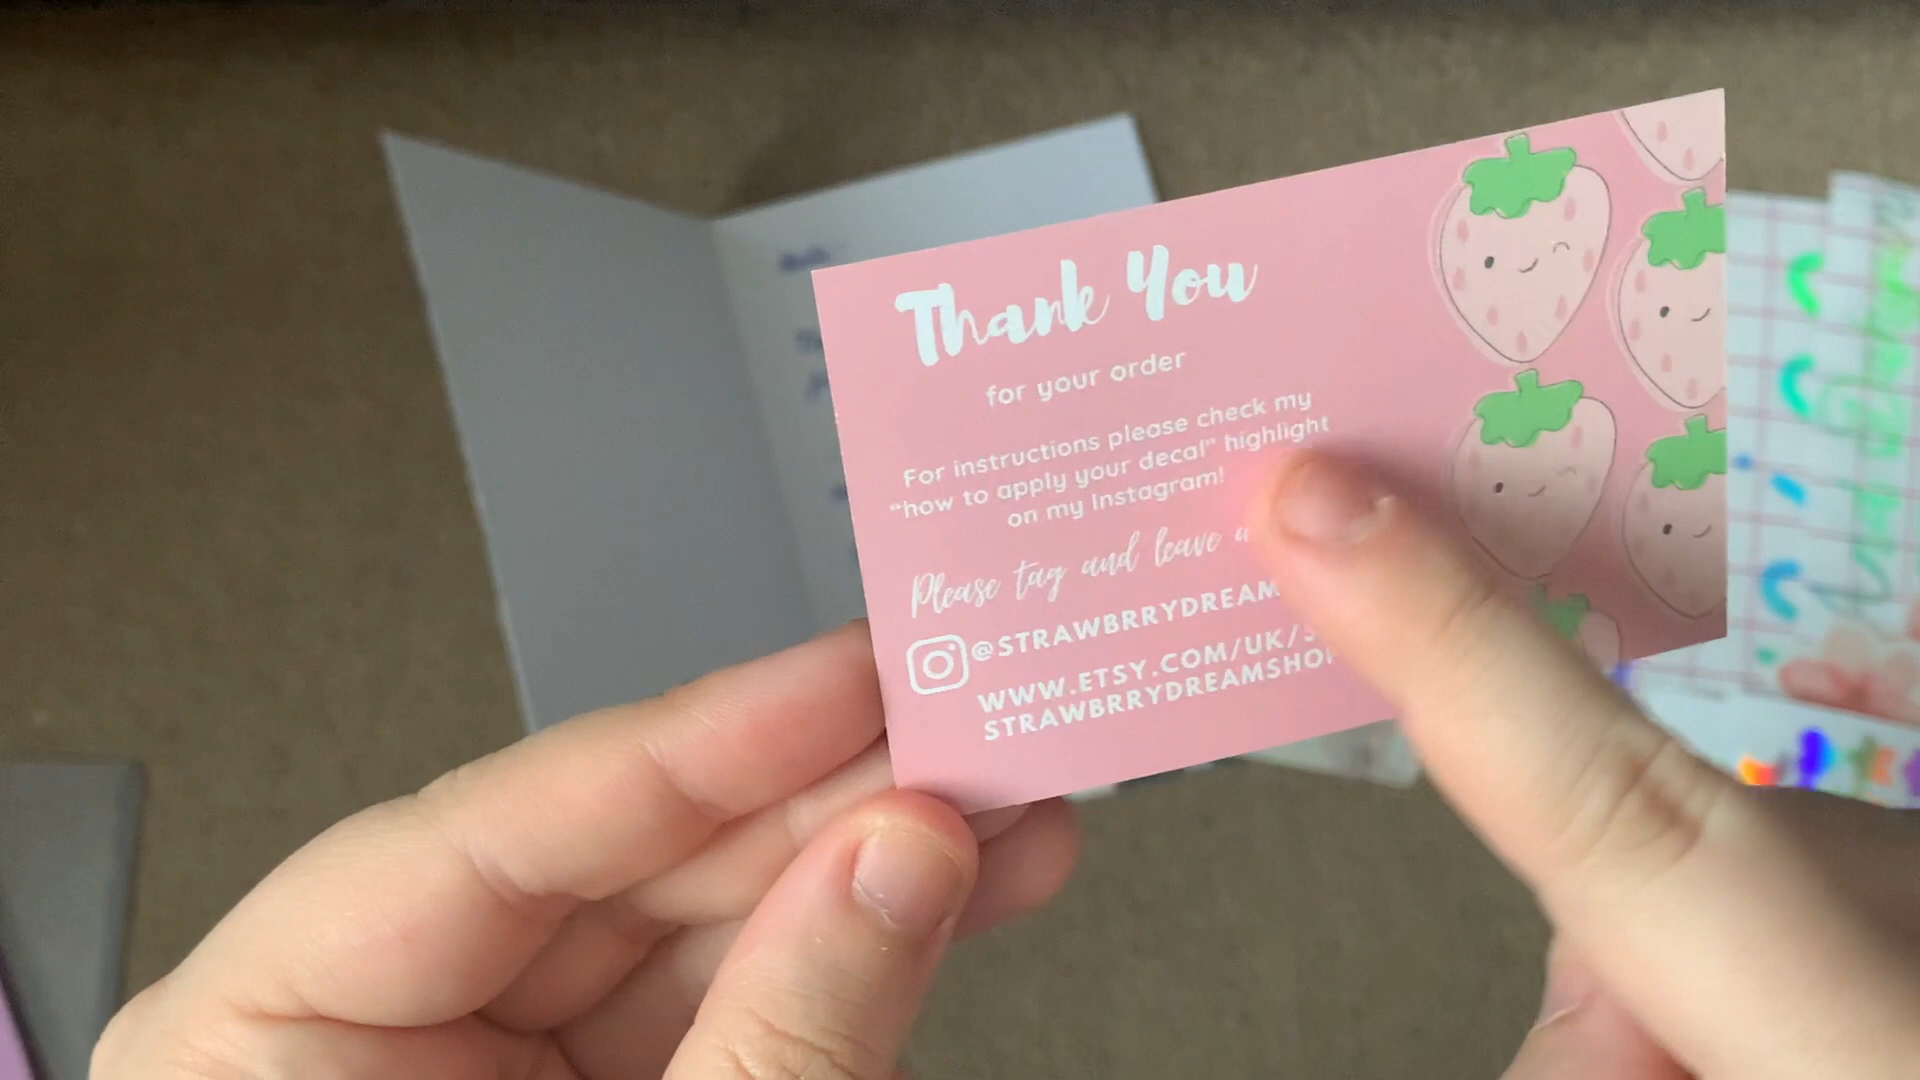 Thank You
for your order
For instructions please check my
"how to apply your decal" highlight
on my Instagram!
Please tag and leave a
@STRAWBRRYDREAM
WWW.ETSY.COM/UK/S
STRAWBRRYDREAMSHOP